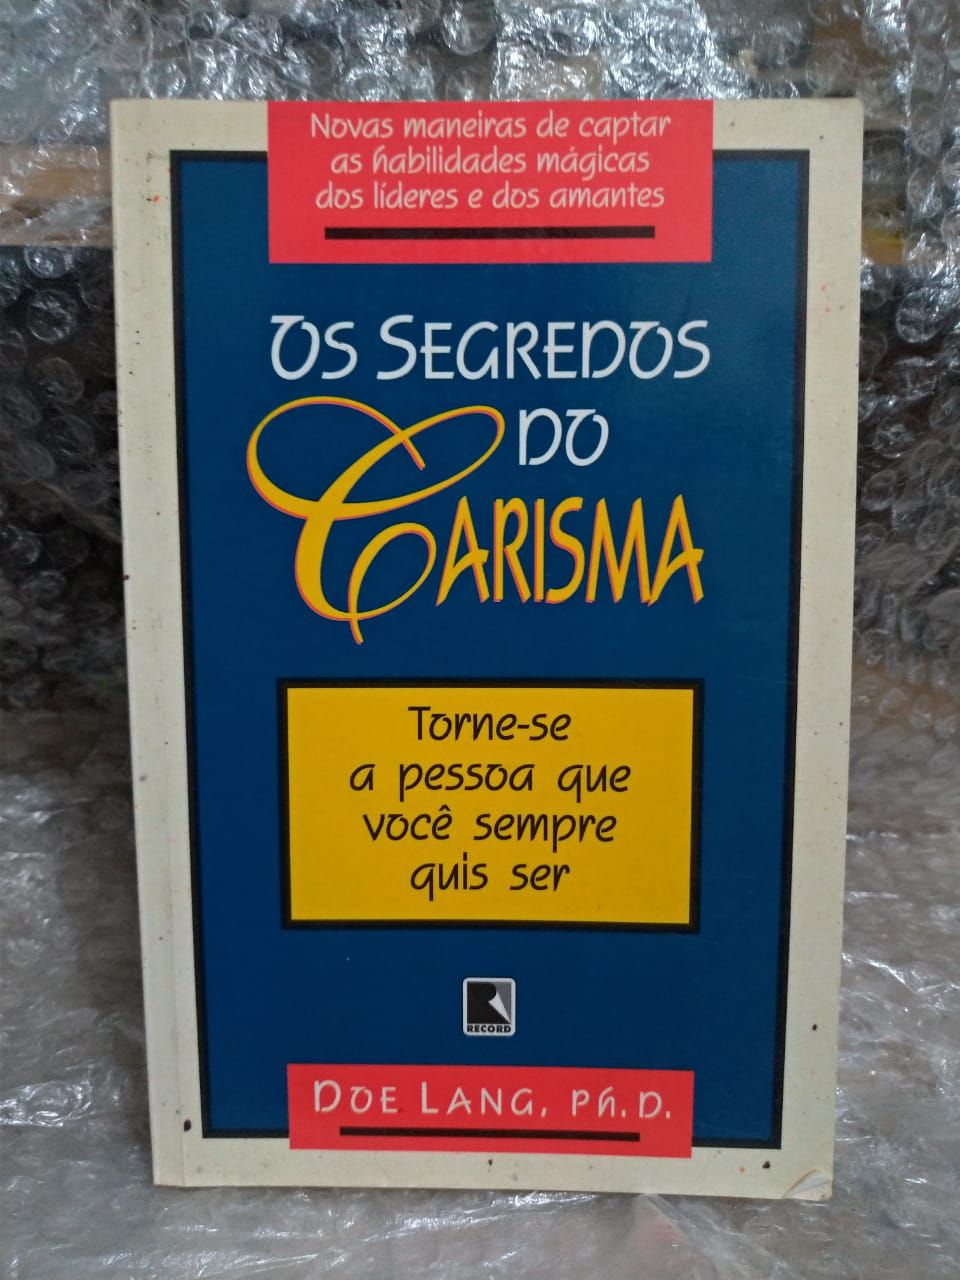 Novas maneiras de captar
as habilidades mágicas
dos líderes e dos amantes
OS SEGREDOS
DO
CARISMA
Torne-se
a pessoa que
você sempre
quis ser
RECORD
DOE LANG, Ph.D.